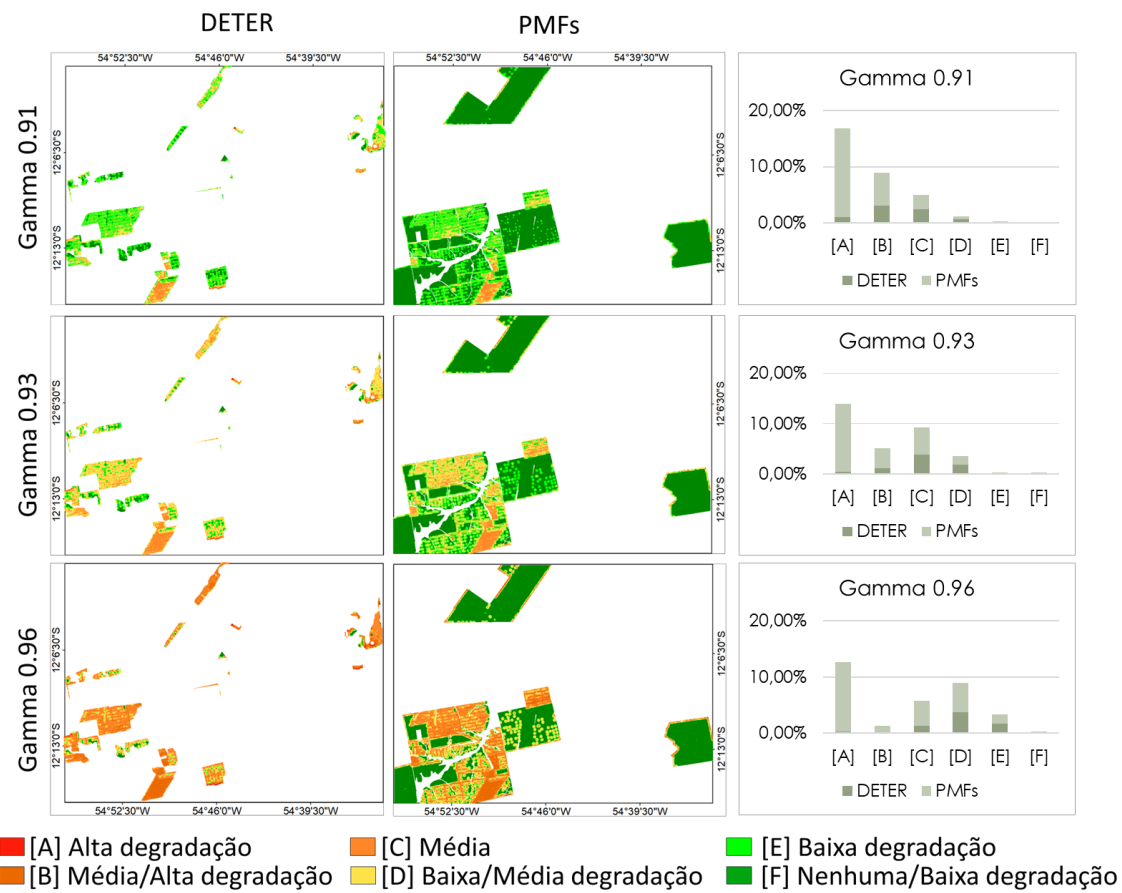 DETER
PMFs
54°52'30"W 54°46'0"W 54°39'30"W
54°52'30"W 54°46'0"W 54°39'30"W
Gamma 0.91
12°6'30"S
12°13'0"S
12°6'30"S
12°13'0"S
Gamma 0.91
20,00%
10,00%
0,00%
[A] [B] [C] [D] [E] [F]
DETER PMFs
Gamma 0.93
12°6'30"S
12°13'0"S
12°6'30"S
12°13'0"S
Gamma 0.93
20,00%
10,00%
0,00%
[A] [B] [C] [D] [E] [F]
DETER PMFs
Gamma 0.96
12°6'30"S
12°13'0"S
12°6'30"S
12°13'0"S
Gamma 0.96
20,00%
10,00%
0,00%
[A] [B] [C] [D] [E] [F]
DETER PMFs
54°52'30"W 54°46'0"W 54°39'30"W
54°52'30"W 54°46'0"W 54°39'30"W
[A] Alta degradação [C] Média [E] Baixa degradação
[B] Média/Alta degradação [D] Baixa/Média degradação [F] Nenhuma/Baixa degradação